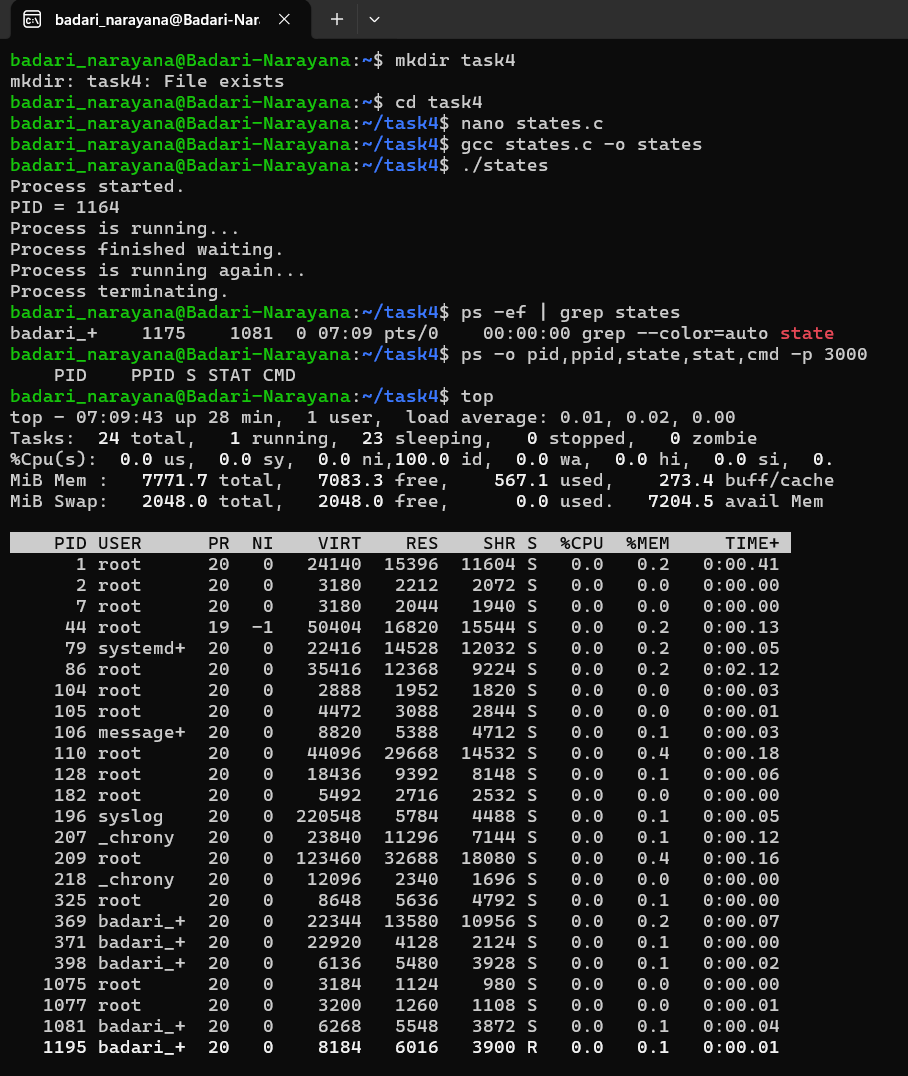 badari_narayana@Badari-Nar
badari_narayana@Badari-Narayana:~$ mkdir task4
mkdir: task4: File exists
badari_narayana@Badari-Narayana:~$ cd task4
badari_narayana@Badari-Narayana:~/task4$ nano states.c
badari_narayana@Badari-Narayana:~/task4$ gcc states.c -o states
badari_narayana@Badari-Narayana:~/task4$ ./states
Process started.
PID = 1164
Process is running...
Process finished waiting.
Process is running again...
Process terminating.
badari_narayana@Badari-Narayana:~/task4$ ps -ef | grep states
badari_+    1175    1081  0 07:09 pts/0    00:00:00 grep --color=auto state
badari_narayana@Badari-Narayana:~/task4$ ps -o pid,ppid,state,stat,cmd -p 3000
    PID    PPID S STAT CMD
badari_narayana@Badari-Narayana:~/task4$ top
top - 07:09:43 up 28 min,  1 user,  load average: 0.01, 0.02, 0.00
Tasks:  24 total,   1 running,  23 sleeping,   0 stopped,   0 zombie
%Cpu(s):  0.0 us,  0.0 sy,  0.0 ni,100.0 id,  0.0 wa,  0.0 hi,  0.0 si,  0.
MiB Mem :   7771.7 total,   7083.3 free,    567.1 used,    273.4 buff/cache
MiB Swap:   2048.0 total,   2048.0 free,      0.0 used.   7204.5 avail Mem
    PID USER      PR  NI    VIRT    RES    SHR S  %CPU  %MEM     TIME+
      1 root      20   0   24140  15396  11604 S   0.0   0.2   0:00.41
      2 root      20   0    3180   2212   2072 S   0.0   0.0   0:00.00
      7 root      20   0    3180   2044   1940 S   0.0   0.0   0:00.00
     44 root      19  -1   50404  16820  15544 S   0.0   0.2   0:00.13
     79 systemd+  20   0   22416  14528  12032 S   0.0   0.2   0:00.05
     86 root      20   0   35416  12368   9224 S   0.0   0.2   0:02.12
    104 root      20   0    2888   1952   1820 S   0.0   0.0   0:00.03
    105 root      20   0    4472   3088   2844 S   0.0   0.0   0:00.01
    106 message+  20   0    8820   5388   4712 S   0.0   0.1   0:00.03
    110 root      20   0   44096  29668  14532 S   0.0   0.4   0:00.18
    128 root      20   0   18436   9392   8148 S   0.0   0.1   0:00.06
    182 root      20   0    5492   2716   2532 S   0.0   0.0   0:00.00
    196 syslog    20   0  220548   5784   4488 S   0.0   0.1   0:00.05
    207 _chrony   20   0   23840  11296   7144 S   0.0   0.1   0:00.12
    209 root      20   0  123460  32688  18080 S   0.0   0.4   0:00.16
    218 _chrony   20   0   12096   2340   1696 S   0.0   0.0   0:00.00
    325 root      20   0    8648   5636   4792 S   0.0   0.1   0:00.00
    369 badari_+  20   0   22344  13580  10956 S   0.0   0.2   0:00.07
    371 badari_+  20   0   22920   4128   2124 S   0.0   0.1   0:00.00
    398 badari_+  20   0    6136   5480   3928 S   0.0   0.1   0:00.02
   1075 root      20   0    3184   1124    980 S   0.0   0.0   0:00.00
   1077 root      20   0    3200   1260   1108 S   0.0   0.0   0:00.01
   1081 badari_+  20   0    6268   5548   3872 S   0.0   0.1   0:00.04
   1195 badari_+  20   0    8184   6016   3900 R   0.0   0.1   0:00.01